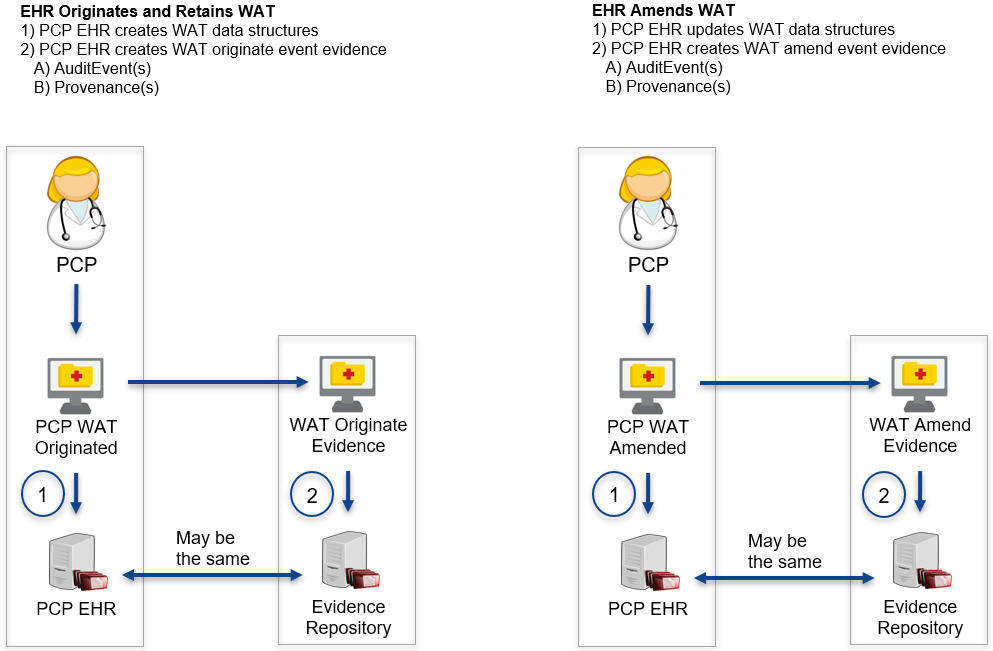 EHR Originates and Retains WAT
1) PCP EHR creates WAT data structures
2) PCP EHR creates WAT originate event evidence
A) AuditEvent(s)
B) Provenance(s)
PCP
PCP WAT
Originated
1
PCP EHR
WAT Originate
Evidence
2
May be
the same
Evidence
Repository
EHR Amends WAT
1) PCP EHR updates WAT data structures
2) PCP EHR creates WAT amend event evidence
A) AuditEvent(s)
B) Provenance(s)
PCP
PCP WAT
Amended
1
PCP EHR
WAT Amend
Evidence
2
May be
the same
Evidence
Repository